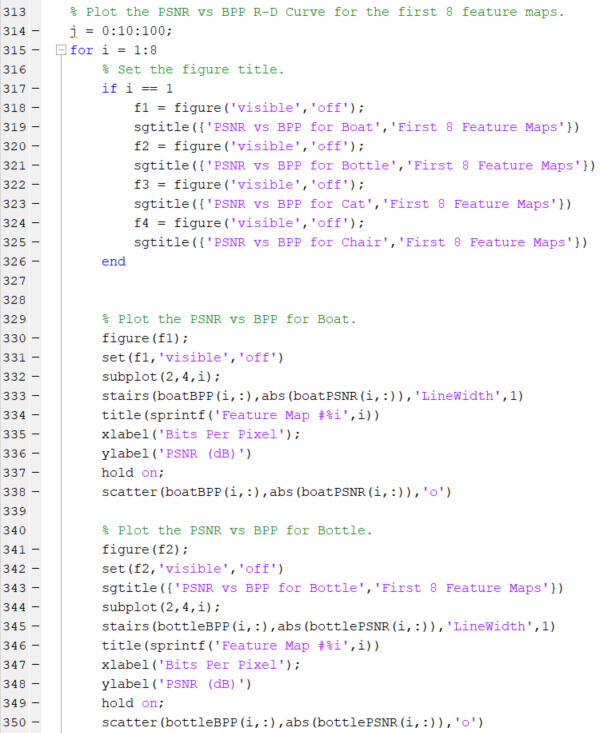 313 % Plot the PSNR vs BPP R-D Curve for the first 8 feature maps.
314 − j = 0:10:100;
315 − for i = 1:8
316 % Set the figure title.
317 − if i == 1
318 − f1 = figure('visible','off');
319 − sgtitle({'PSNR vs BPP for Boat','First 8 Feature Maps'})
320 − f2 = figure('visible','off');
321 − sgtitle({'PSNR vs BPP for Bottle','First 8 Feature Maps'})
322 − f3 = figure('visible','off');
323 − sgtitle({'PSNR vs BPP for Cat','First 8 Feature Maps'})
324 − f4 = figure('visible','off');
325 − sgtitle({'PSNR vs BPP for Chair','First 8 Feature Maps'})
326 − end
327
328
329 % Plot the PSNR vs BPP for Boat.
330 − figure(f1);
331 − set(f1,'visible','off')
332 − subplot(2,4,i);
333 − stairs(boatBPP(i,:),abs(boatPSNR(i,:)),'LineWidth',1)
334 − title(sprintf('Feature Map #%i',i))
335 − xlabel('Bits Per Pixel');
336 − ylabel('PSNR (dB)')
337 − hold on;
338 − scatter(boatBPP(i,:),abs(boatPSNR(i,:)),'o')
339
340 % Plot the PSNR vs BPP for Bottle.
341 − figure(f2);
342 − set(f2,'visible','off')
343 − sgtitle({'PSNR vs BPP for Bottle','First 8 Feature Maps'})
344 − subplot(2,4,i);
345 − stairs(bottleBPP(i,:),abs(bottlePSNR(i,:)),'LineWidth',1)
346 − title(sprintf('Feature Map #%i',i))
347 − xlabel('Bits Per Pixel');
348 − ylabel('PSNR (dB)')
349 − hold on;
350 − scatter(bottleBPP(i,:),abs(bottlePSNR(i,:)),'o')